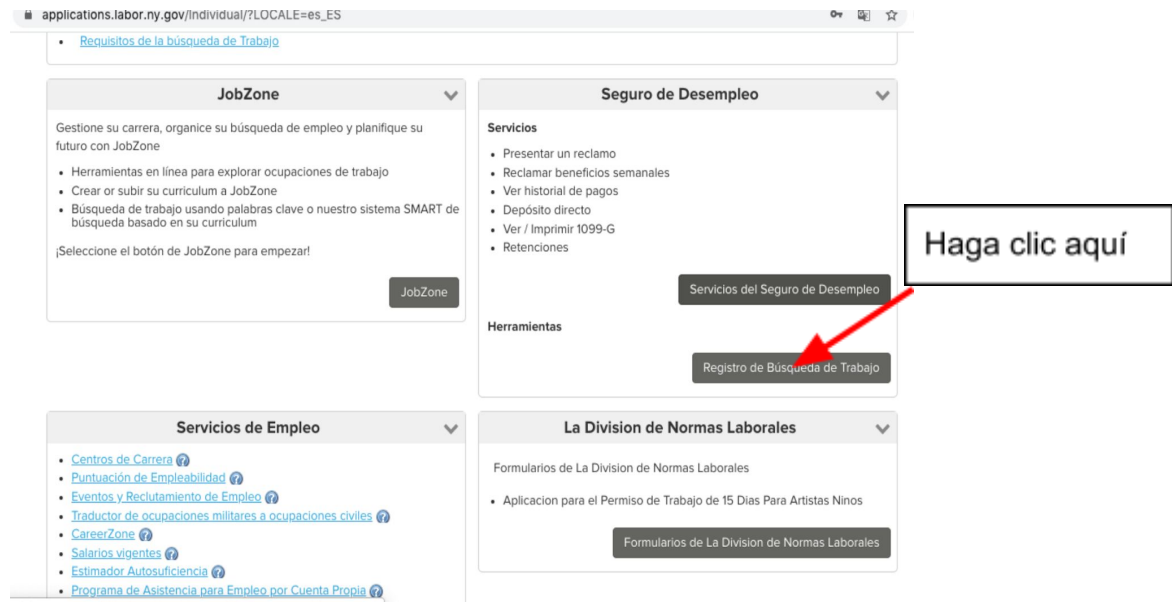 applications.labor.ny.gov/Individual/?LOCALE=es_ES
Requisitos de la búsqueda de Trabajo
JobZone
Gestione su carrera, organice su búsqueda de empleo y planifique su
futuro con JobZone
Herramientas en línea para explorar ocupaciones de trabajo
Crear or subir su curriculum a JobZone
Búsqueda de trabajo usando palabras clave o nuestro sistema SMART de
búsqueda basado en su curriculum
¡Seleccione el botón de JobZone para empezar!
JobZone
Seguro de Desempleo
Servicios
Presentar un reclamo
Reclamar beneficios semanales
Ver historial de pagos
Depósito directo
Ver / Imprimir 1099-G
Retenciones
Servicios del Seguro de Desempleo
Herramientas
Registro de Búsqueda de Trabajo
Haga clic aquí
Servicios de Empleo
Centros de Carrera
Puntuación de Empleabilidad
Eventos y Reclutamiento de Empleo
Traductor de ocupaciones militares a ocupaciones civiles
CareerZone
Salarios vigentes
Estimador Autosuficiencia
Programa de Asistencia para Empleo por Cuenta Propia
La Division de Normas Laborales
Formularios de La Division de Normas Laborales
Aplicacion para el Permiso de Trabajo de 15 Dias Para Artistas Ninos
Formularios de La Division de Normas Laborales